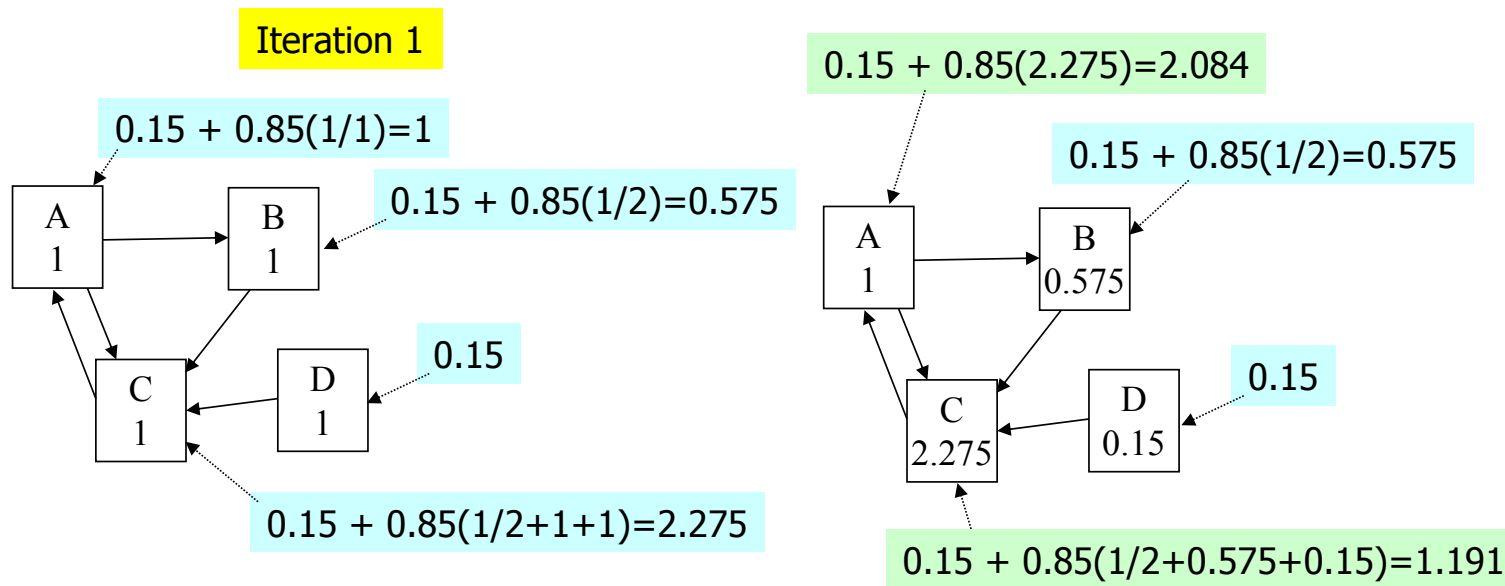 Iteration 1
0.15 + 0.85(1/1)=1
0.15 + 0.85(1/2)=0.575
A
1
B
1
0.15
C
1
D
1
0.15 + 0.85(1/2+1+1)=2.275
0.15 + 0.85(2.275)=2.084
0.15 + 0.85(1/2)=0.575
A
1
B
0.575
0.15
C
2.275
D
0.15
0.15 + 0.85(1/2+0.575+0.15)=1.191